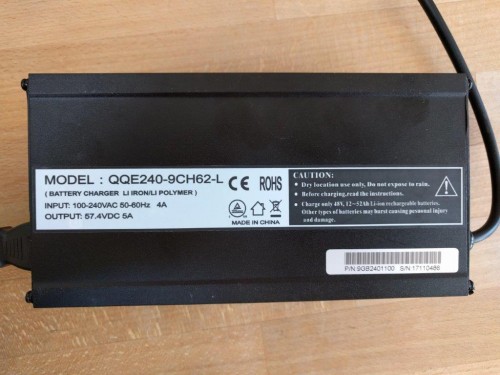 MODEL : QQE240-9CH62-L
( BATTERY CHARGER LI IRON/LI POLYMER )
INPUT: 100-240VAC 50-60Hz 4A
OUTPUT: 57.4VDC 5A
CE ROHS
MADE IN CHINA
CAUTION:
● Dry location use only, Do not expose to rain.
● Before charging,read the instructions.
● Charge only 48V, 12~52Ah Li-ion rechargeable batteries.
Other types of batteries may bursts causing pepsonal injury
and damage.
P/N:9GB2401100 S/N:17110486